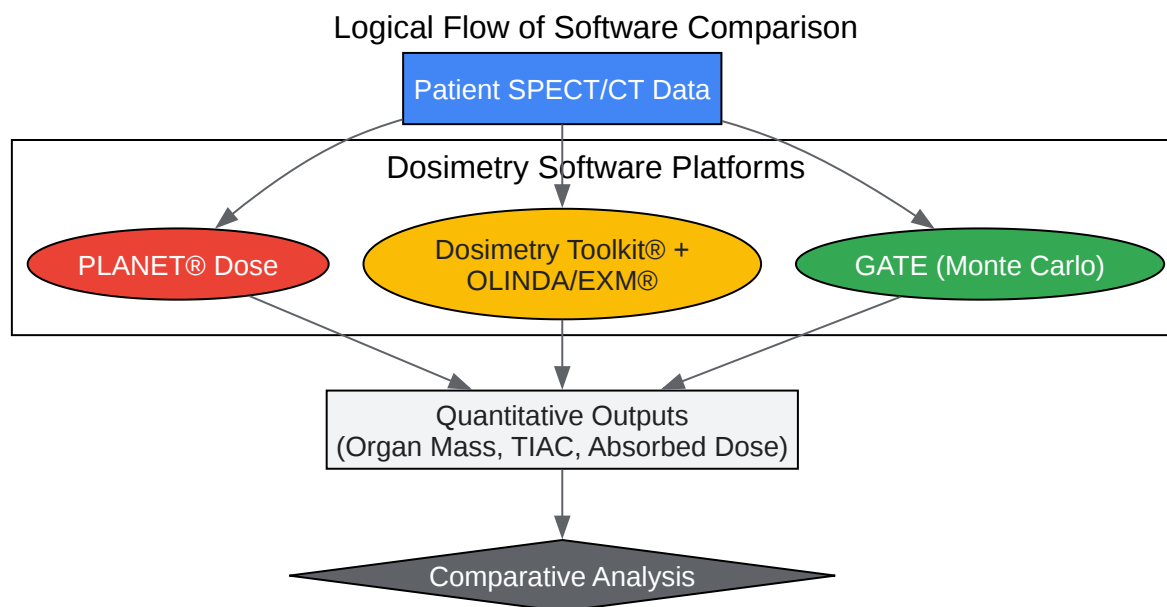 Logical Flow of Software Comparison
Patient SPECT/CT Data
Dosimetry Software Platforms
PLANET® Dose
Dosimetry Toolkit® +
OLINDA/EXM®
GATE (Monte Carlo)
Quantitative Outputs
(Organ Mass, TIAC, Absorbed Dose)
Comparative Analysis